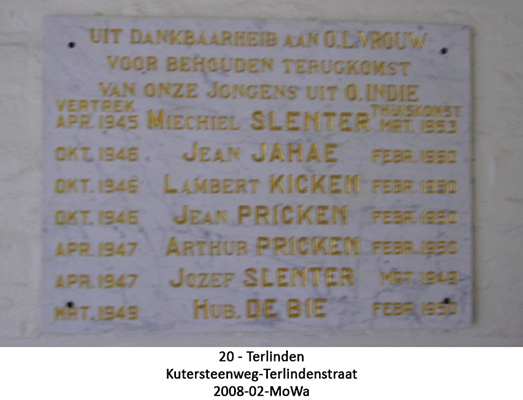 UIT DANKBAARHEID AAN O.L.VROUW
VOOR BEHOUDEN TERUGKOMST
VAN ONZE JONGENS UIT O.INDIE
VERTREK THUISKOMST
APR.1945 MIECHIEL SLENTER MRT.1953
OKT.1946 JEAN JAHAE FEBR.1950
OKT.1946 LAMBERT KICKEN FEBR.1950
OKT.1946 JEAN PRICKEN FEBR.1950
APR.1947 ARTHUR PRICKEN FEBR.1950
APR.1947 JOZEF SLENTER MRT.1949
MRT.1949 HUB. DE BIE FEBR.1950
20 - Terlinden
Kutersteenweg-Terlindenstraat
2008-02-MoWa